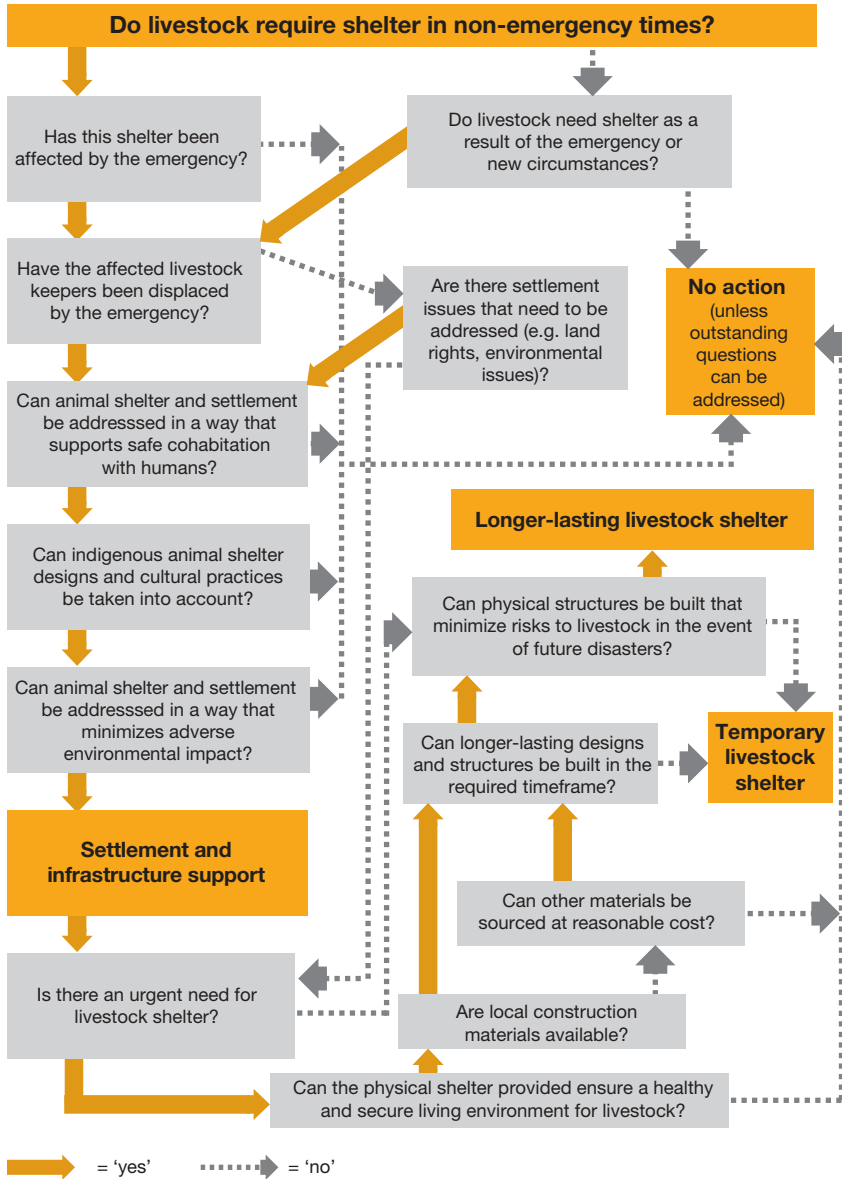 Do livestock require shelter in non-emergency times?
Has this shelter been
affected by the emergency?
Do livestock need shelter as a
result of the emergency or
new circumstances?
Have the affected livestock
keepers been displaced
by the emergency?
Are there settlement
issues that need to be
addressed (e.g. land
rights, environmental
issues)?
No action
(unless
outstanding
questions
can be
addressed)
Can animal shelter and settlement
be addresssed in a way that
supports safe cohabitation
with humans?
Longer-lasting livestock shelter
Can indigenous animal shelter
designs and cultural practices
be taken into account?
Can physical structures be built that
minimize risks to livestock in the event
of future disasters?
Can animal shelter and settlement
be addresssed in a way that
minimizes adverse
environmental impact?
Can longer-lasting designs
and structures be built in the
required timeframe?
Temporary
livestock
shelter
Settlement and
infrastructure support
Can other materials be
sourced at reasonable cost?
Is there an urgent need for
livestock shelter?
Are local construction
materials available?
Can the physical shelter provided ensure a healthy
and secure living environment for livestock?
= ‘yes’
= ‘no’